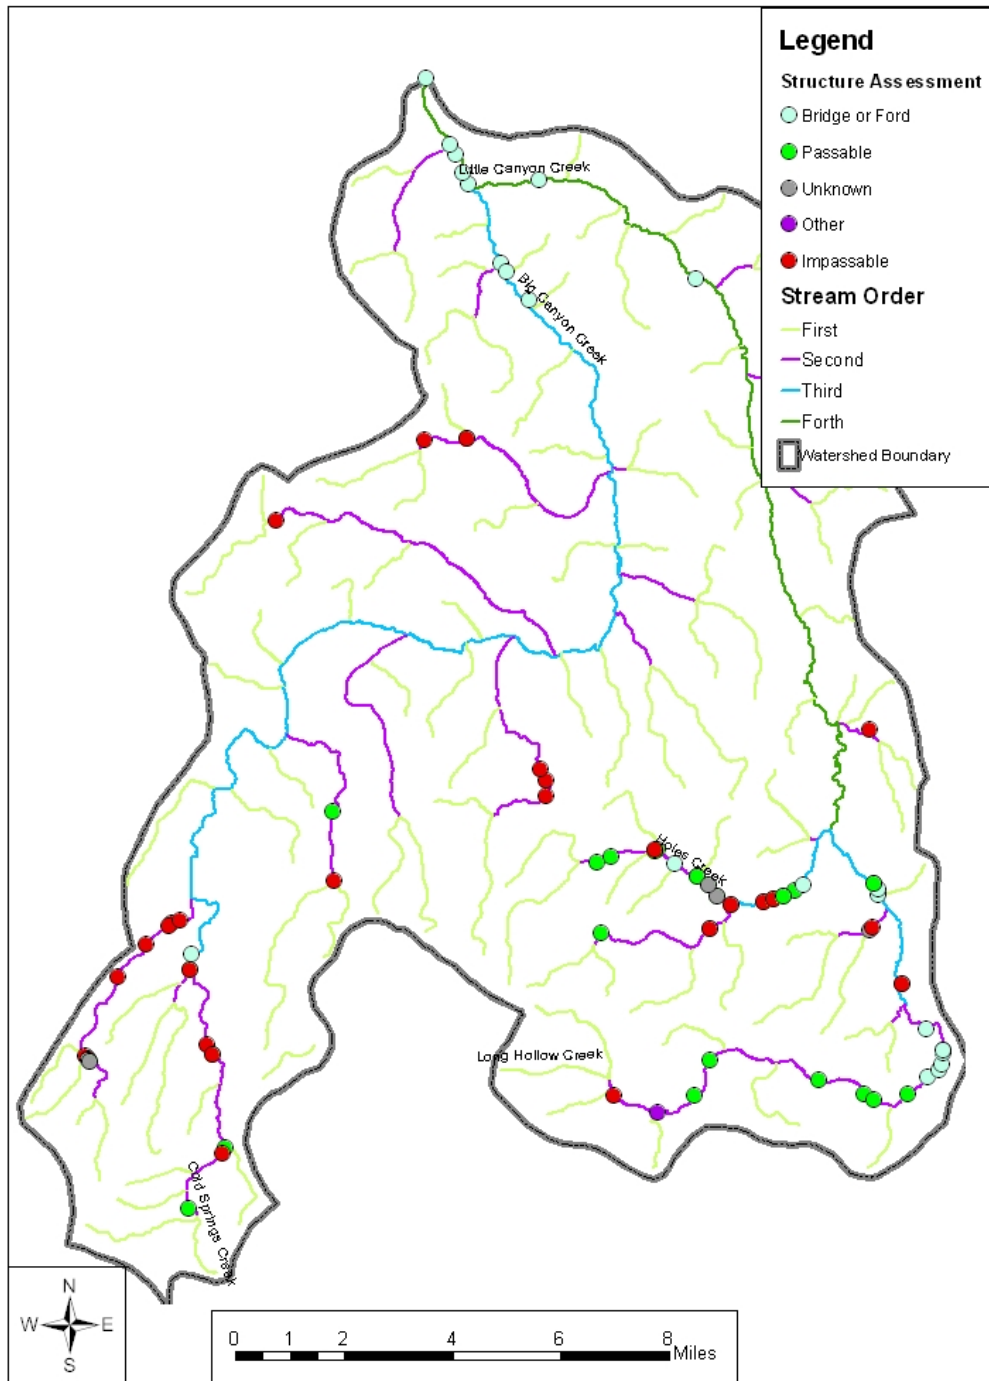 Legend
Structure Assessment
Bridge or Ford
Passable
Unknown
Other
Impassable
Stream Order
First
Second
Third
Forth
Watershed Boundary
Little Canyon Creek
Big Canyon Creek
Holes Creek
Long Hollow Creek
Cold Springs Creek
N
W E
S
0 1 2 4 6 8
Miles